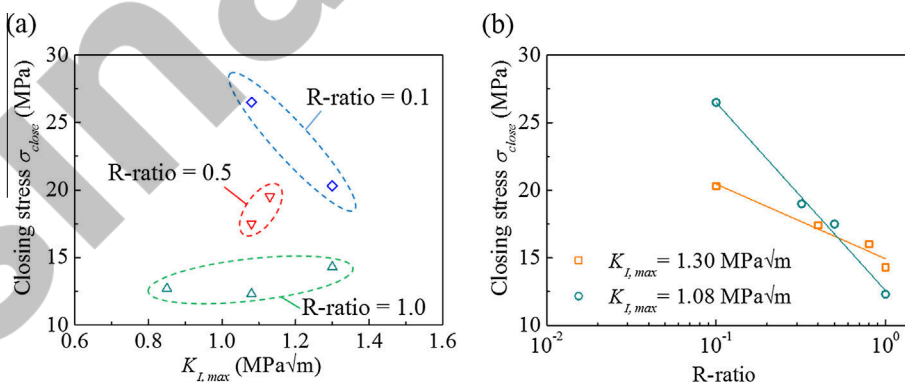 (a)
30
25
20
15
10
Closing stress σclose (MPa)
R-ratio = 0.1
R-ratio = 0.5
R-ratio = 1.0
0.6 0.8 1.0 1.2 1.4 1.6
KI, max (MPa√m)
(b)
30
25
20
15
10
Closing stress σclose (MPa)
KI, max = 1.30 MPa√m
KI, max = 1.08 MPa√m
10-2 10-1 100
R-ratio